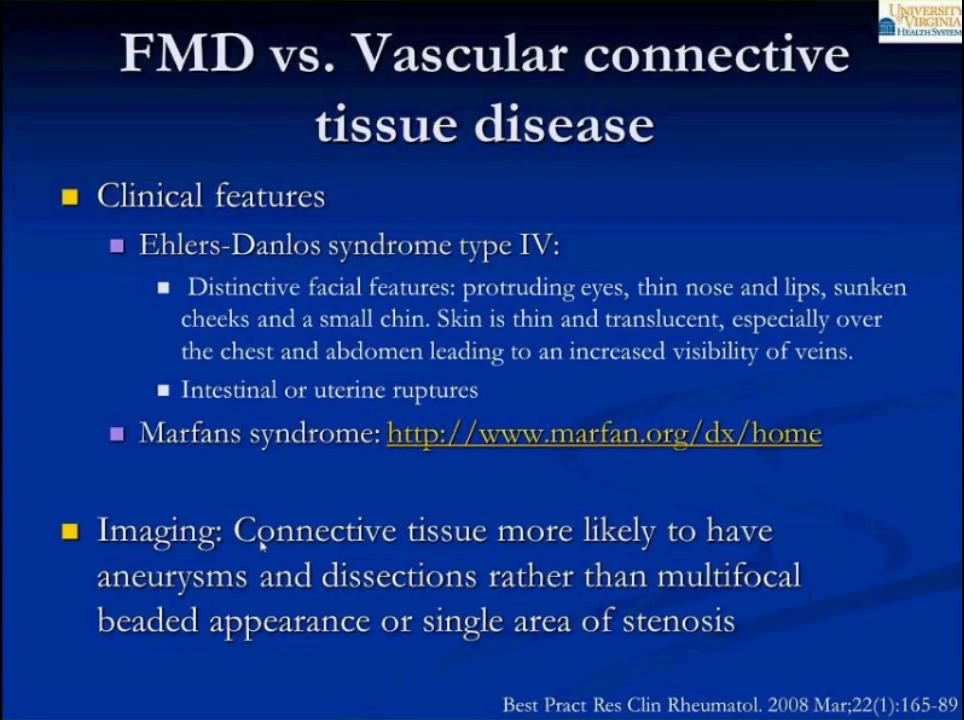 UNIVERSITY
VIRGINIA
HEALTH SYSTEM
FMD vs. Vascular connective
tissue disease
Clinical features
Ehlers-Danlos syndrome type IV:
Distinctive facial features: protruding eyes, thin nose and lips, sunken
cheeks and a small chin. Skin is thin and translucent, especially over
the chest and abdomen leading to an increased visibility of veins.
Intestinal or uterine ruptures
Marfans syndrome: http://www.marfan.org/dx/home
Imaging: Connective tissue more likely to have
aneurysms and dissections rather than multifocal
beaded appearance or single area of stenosis
Best Pract Res Clin Rheumatol. 2008 Mar;22(1):165-89